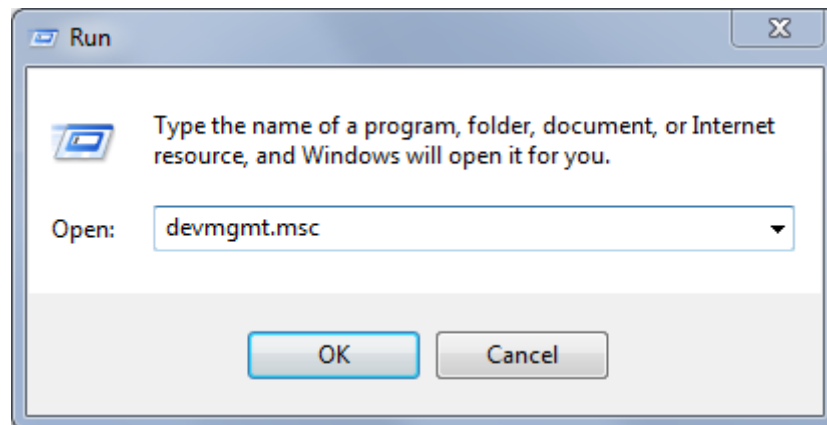 Run
Type the name of a program, folder, document, or Internet
resource, and Windows will open it for you.
Open: devmgmt.msc
OK Cancel